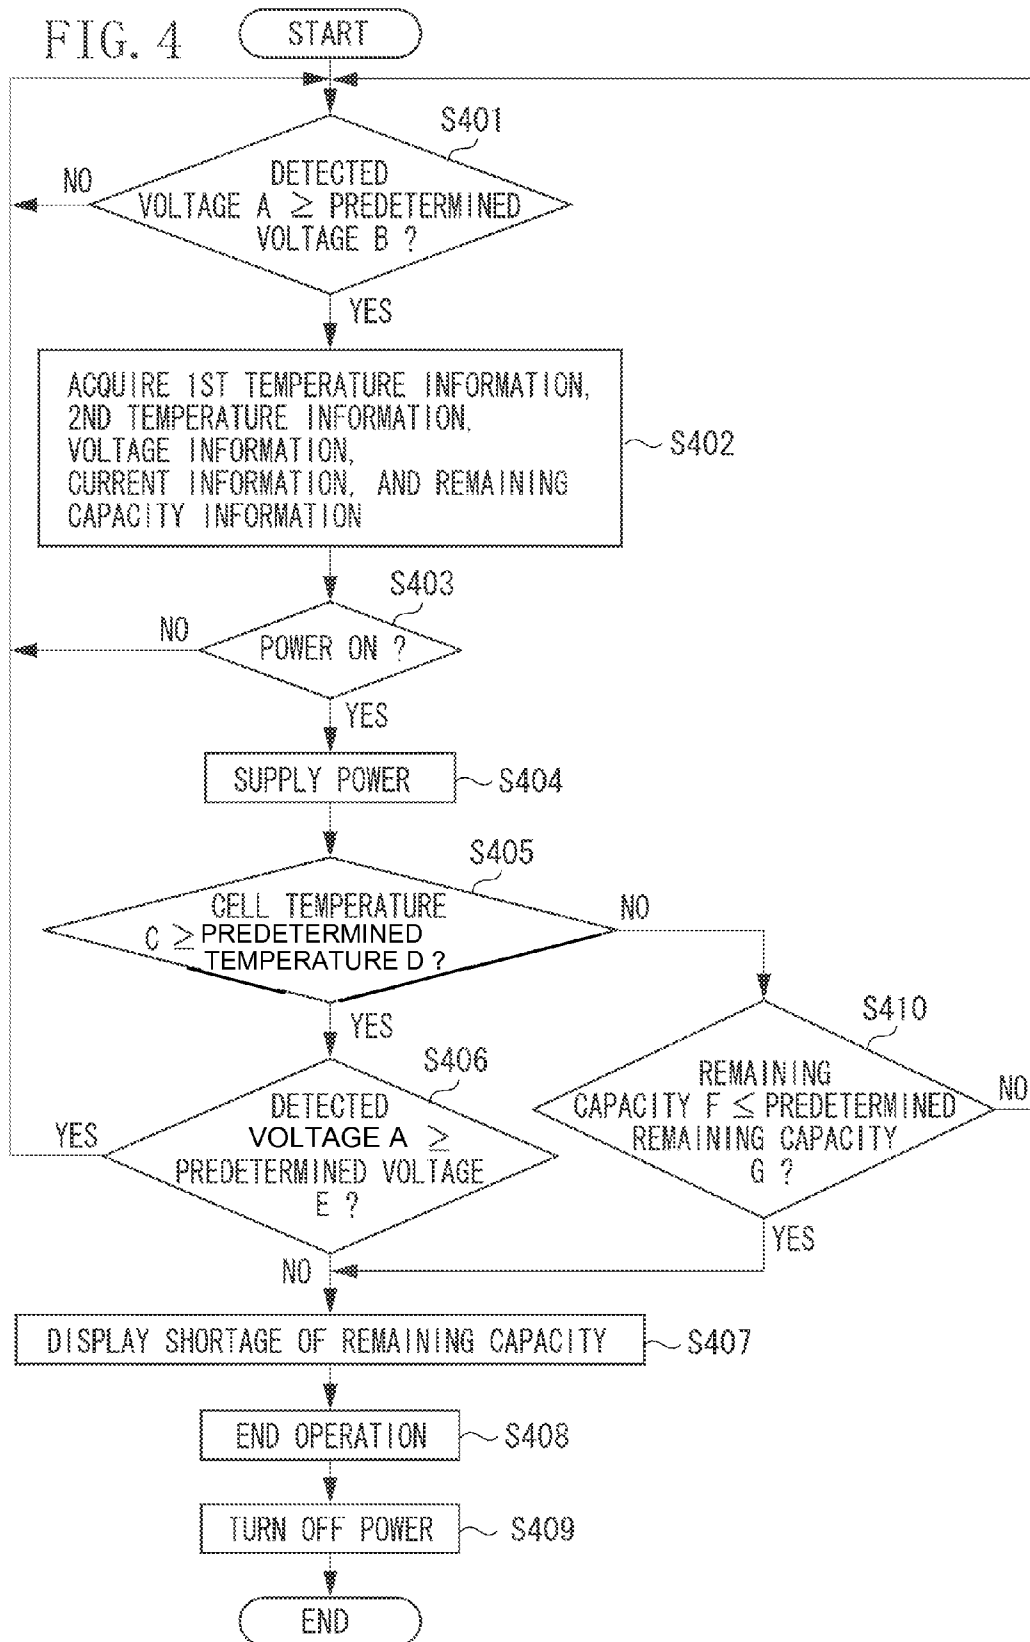 FIG. 4
START
S401
DETECTED
VOLTAGE A ≥ PREDETERMINED
VOLTAGE B ?
NO
YES
ACQUIRE 1ST TEMPERATURE INFORMATION,
2ND TEMPERATURE INFORMATION,
VOLTAGE INFORMATION,
CURRENT INFORMATION, AND REMAINING
CAPACITY INFORMATION
S402
S403
NO
POWER ON ?
YES
SUPPLY POWER
S404
S405
CELL TEMPERATURE
C ≥ PREDETERMINED
TEMPERATURE D ?
NO
YES
S410
REMAINING
CAPACITY F ≤ PREDETERMINED
REMAINING CAPACITY
G ?
NO
YES
S406
DETECTED
VOLTAGE A ≥
PREDETERMINED VOLTAGE
E ?
YES
NO
DISPLAY SHORTAGE OF REMAINING CAPACITY
S407
END OPERATION
S408
TURN OFF POWER
S409
END